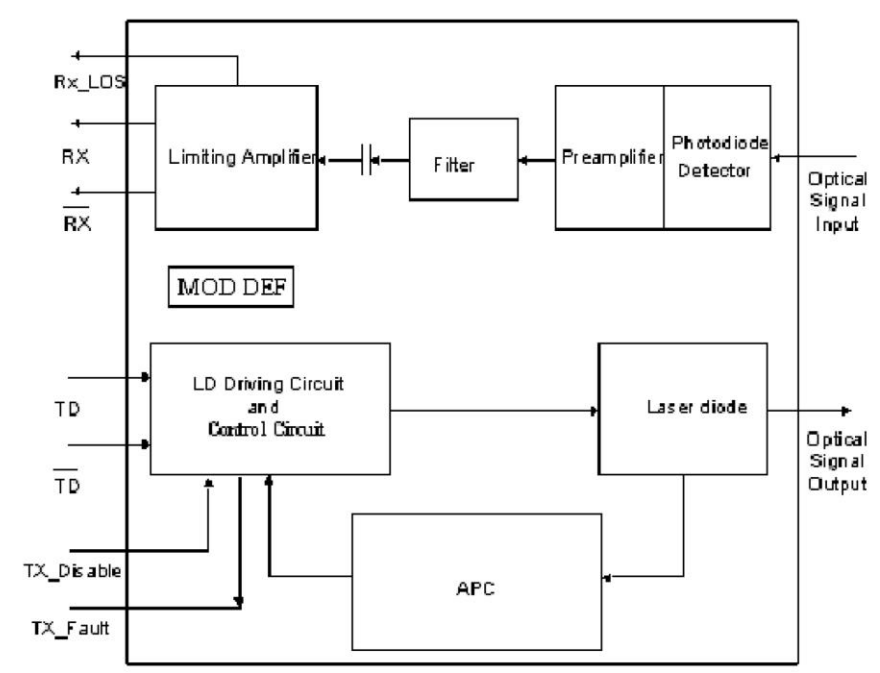 Rx_LOS
RX
RX
Limiting Amplifier
Filter
Preamplifier
Photodiode
Detector
Optical
Signal
Input
MOD DEF
TD
TD
LD Driving Circuit
and
Control Circuit
Laser diode
Optical
Signal
Output
APC
TX_Disable
TX_Fault